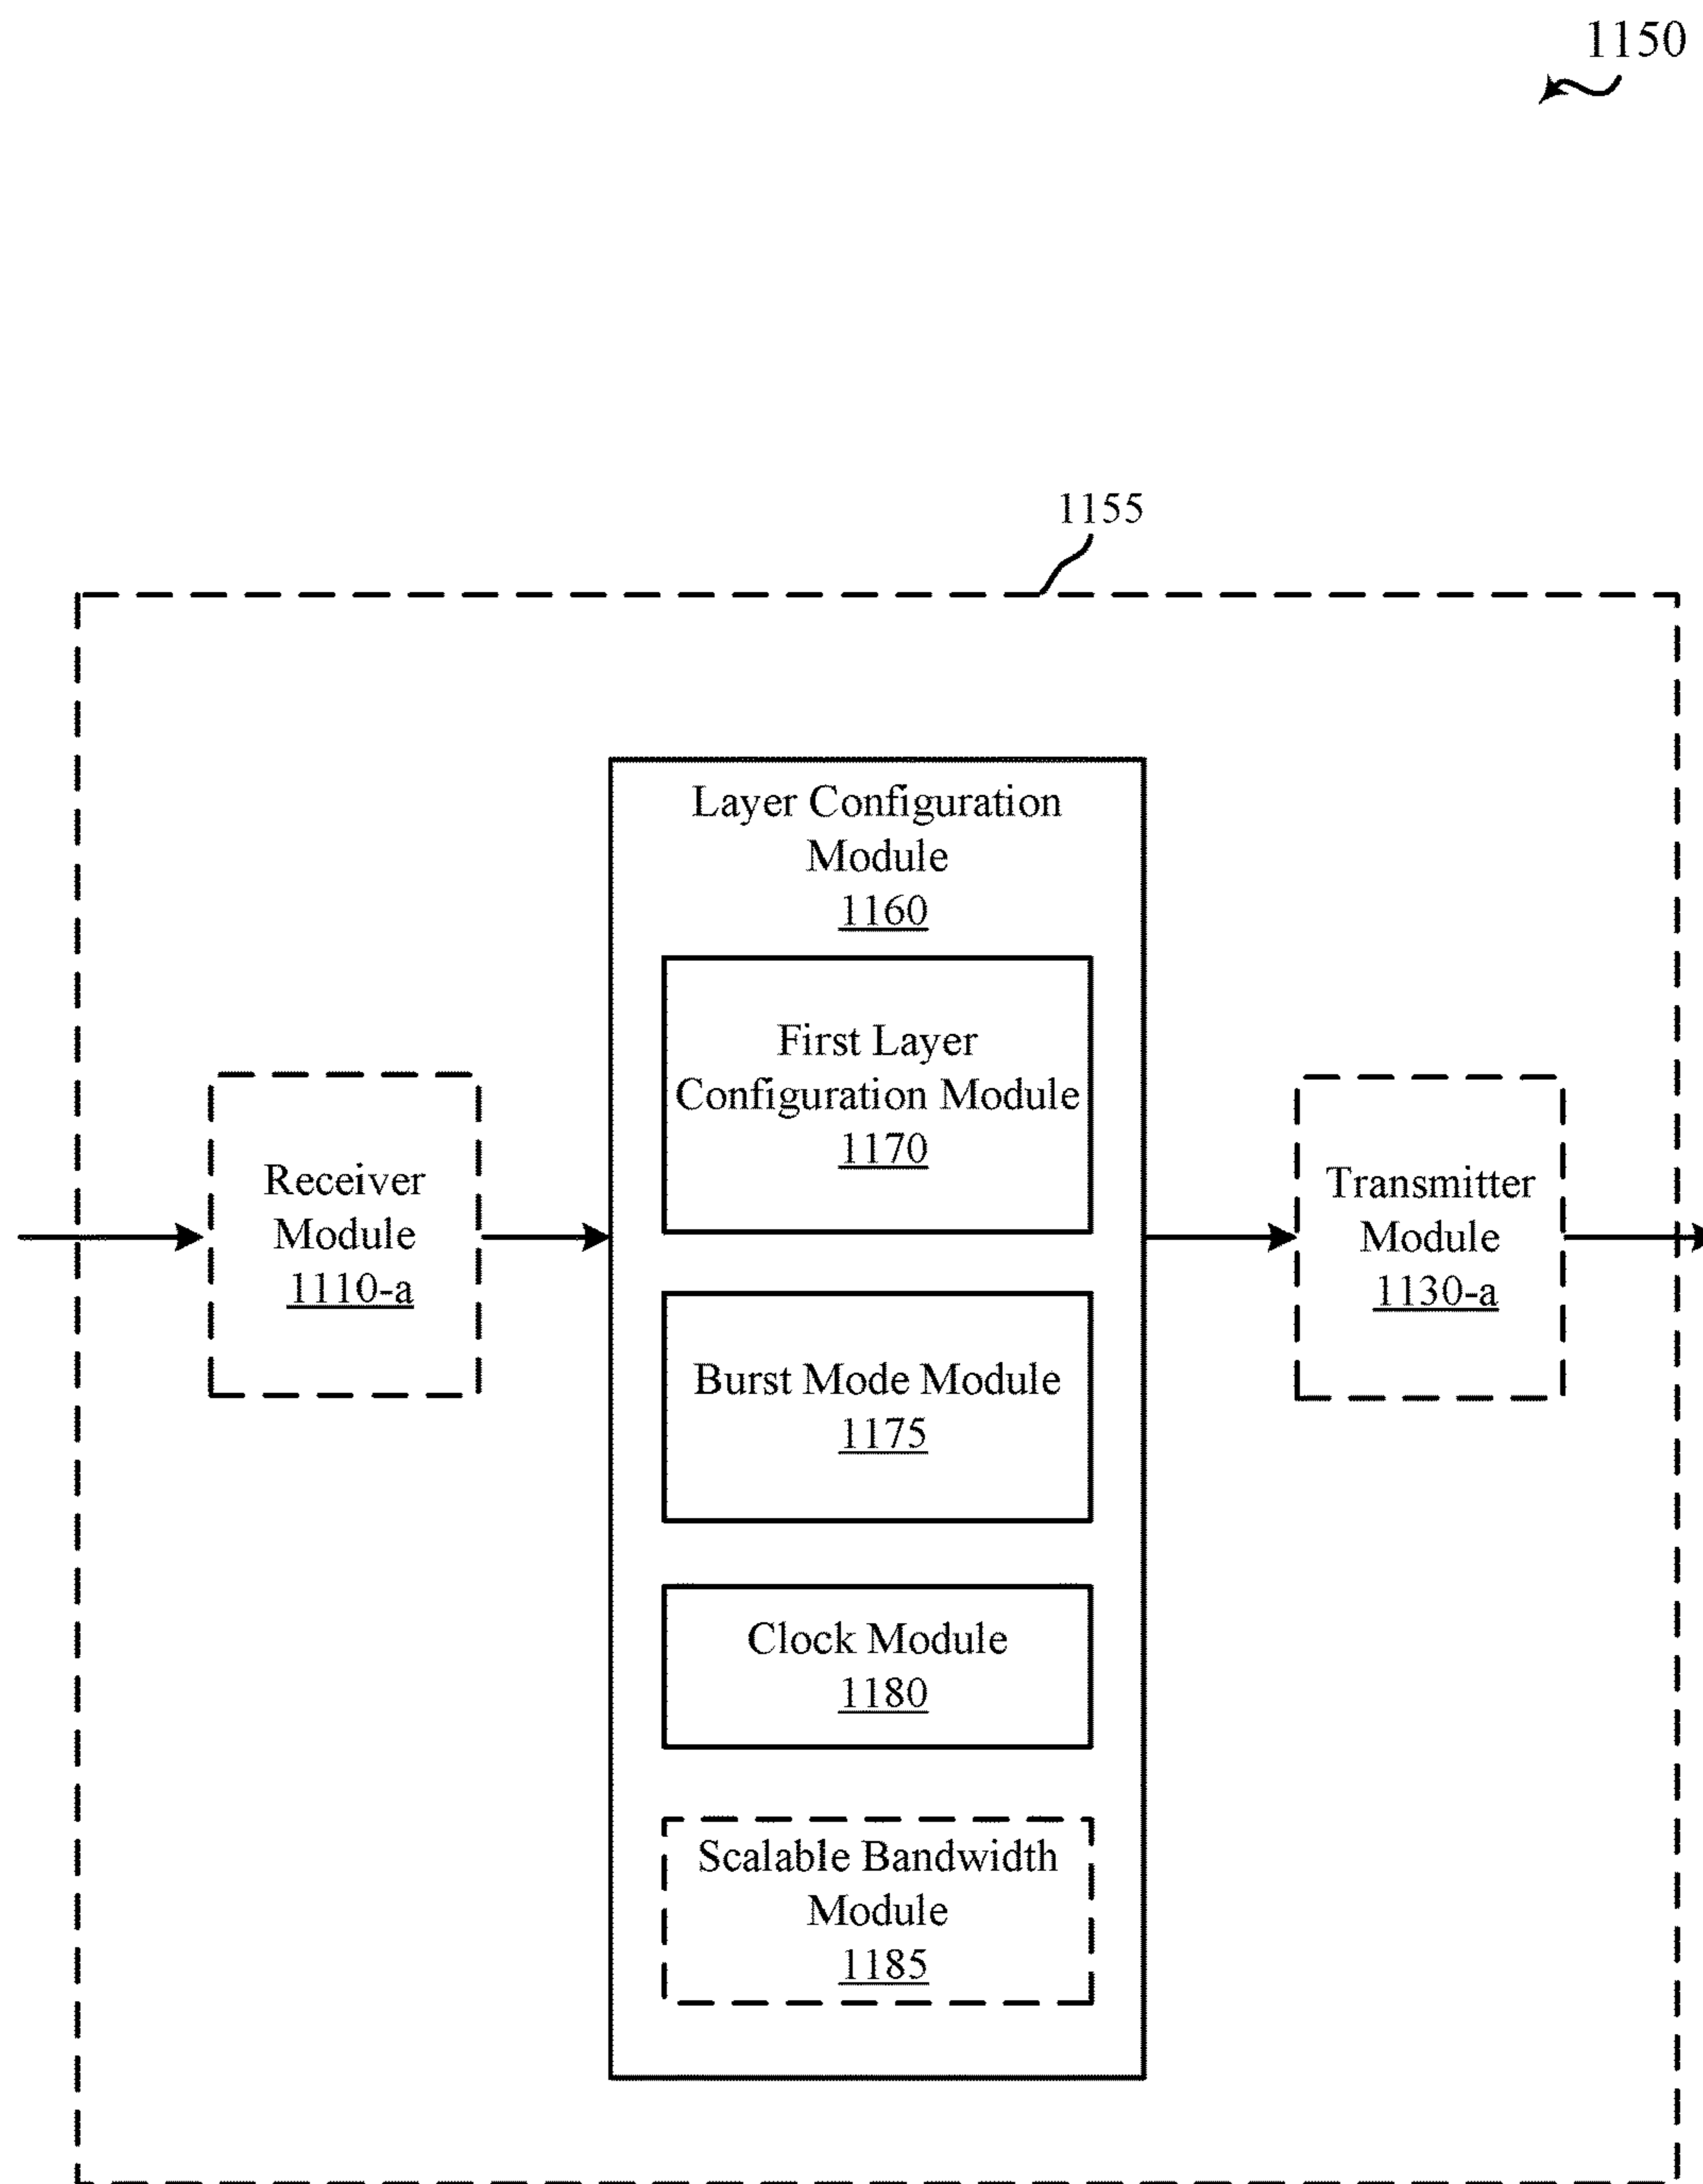 1150
1155
Layer Configuration
Module
1160
First Layer
Configuration Module
1170
Receiver
Module
1110-a
Transmitter
Module
1130-a
Burst Mode Module
1175
Clock Module
1180
Scalable Bandwidth
Module
1185